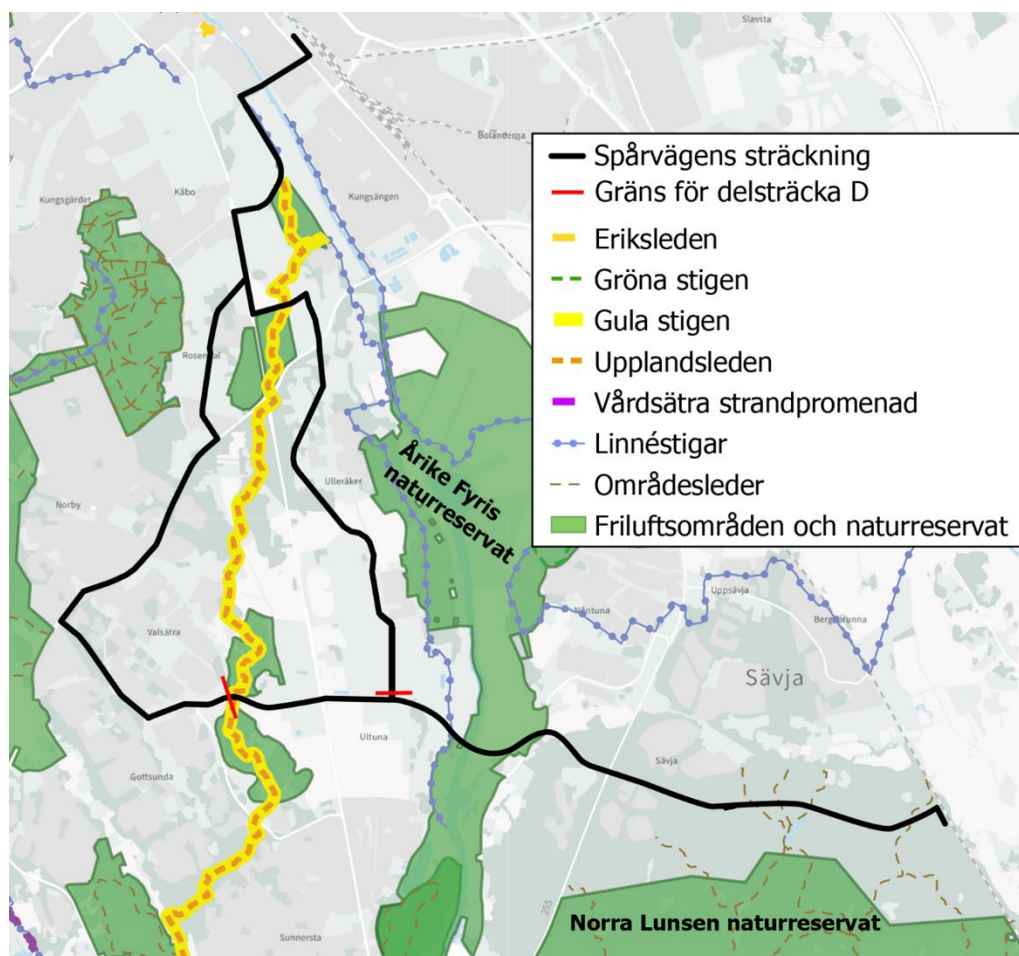 Slavsta
Boländerna
Kungsgärdet
Kåbo
Kungsängen
Rosendal
Ulleråker
Norby
Valsätra
Årike Fyris
naturreservat
Nåntuna
Uppsävja
Bergsbrunna
Sävja
Ultuna
Gottsunda
Sävja
255
Sunnersta
Norra Lunsen naturreservat
Spårvägens sträckning
Gräns för delsträcka D
Eriksleden
Gröna stigen
Gula stigen
Upplandsleden
Vårdsätra strandpromenad
Linnéstigar
Områdesleder
Friluftsområden och naturreservat